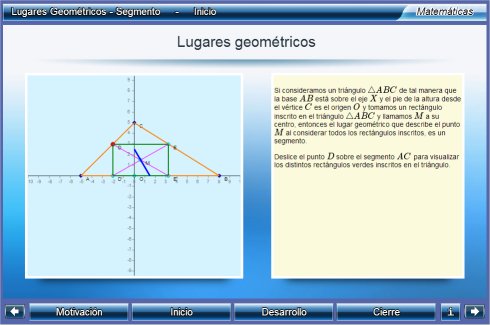 Lugares Geométricos - Segmento - Inicio
Matemáticas
Lugares geométricos
Si consideramos un triángulo △ABC de tal manera que
la base AB está sobre el eje X y el pie de la altura desde
el vértice C es el origen O y tomamos un rectángulo
inscrito en el triángulo △ABC y llamamos M a su
centro, entonces el lugar geométrico que describe el punto
M al considerar todos los rectángulos inscritos, es un
segmento.
Deslice el punto D sobre el segmento AC para visualizar
los distintos rectángulos verdes inscritos en el triángulo.
C
M
A
B
Motivación
Inicio
Desarrollo
Cierre
i